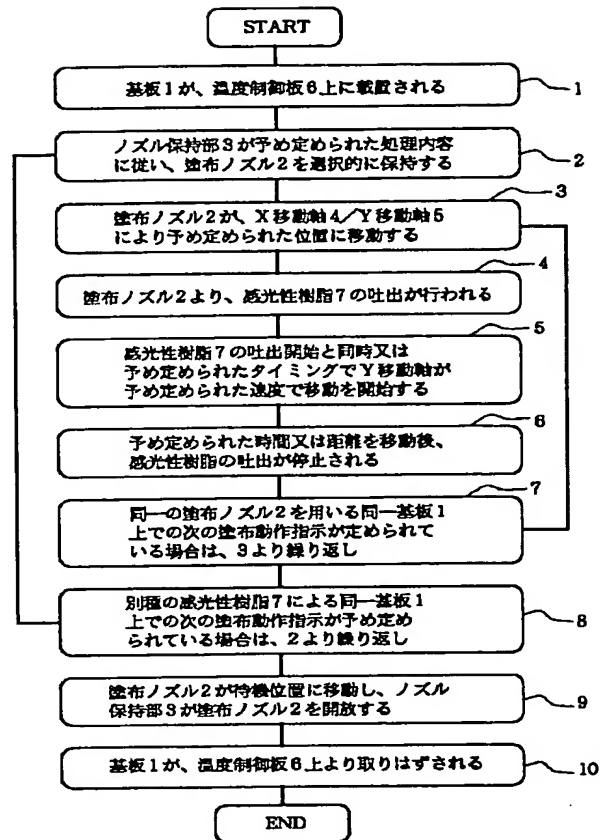 START
基板1が、温度制御板6上に載置される
1
ノズル保持部3が予め定められた処理内容
に従い、塗布ノズル2を選択的に保持する
2
3
塗布ノズル2が、X移動軸4/Y移動軸5
により予め定められた位置に移動する
4
塗布ノズル2より、感光性樹脂7の吐出が行われる
5
感光性樹脂7の吐出開始と同時又は
予め定められたタイミングでY移動軸が
予め定められた速度で移動を開始する
6
予め定められた時間又は距離を移動後、
感光性樹脂の吐出が停止される
7
同一の塗布ノズル2を用いる同一基板1
上での次の塗布動作指示が定められて
いる場合は、3より繰り返し
別種の感光性樹脂7による同一基板1
上での次の塗布動作指示が予め定め
られている場合は、2より繰り返し
8
塗布ノズル2が待機位置に移動し、ノズル
保持部3が塗布ノズル2を開放する
9
基板1が、温度制御板6上より取りはずされる
10
END